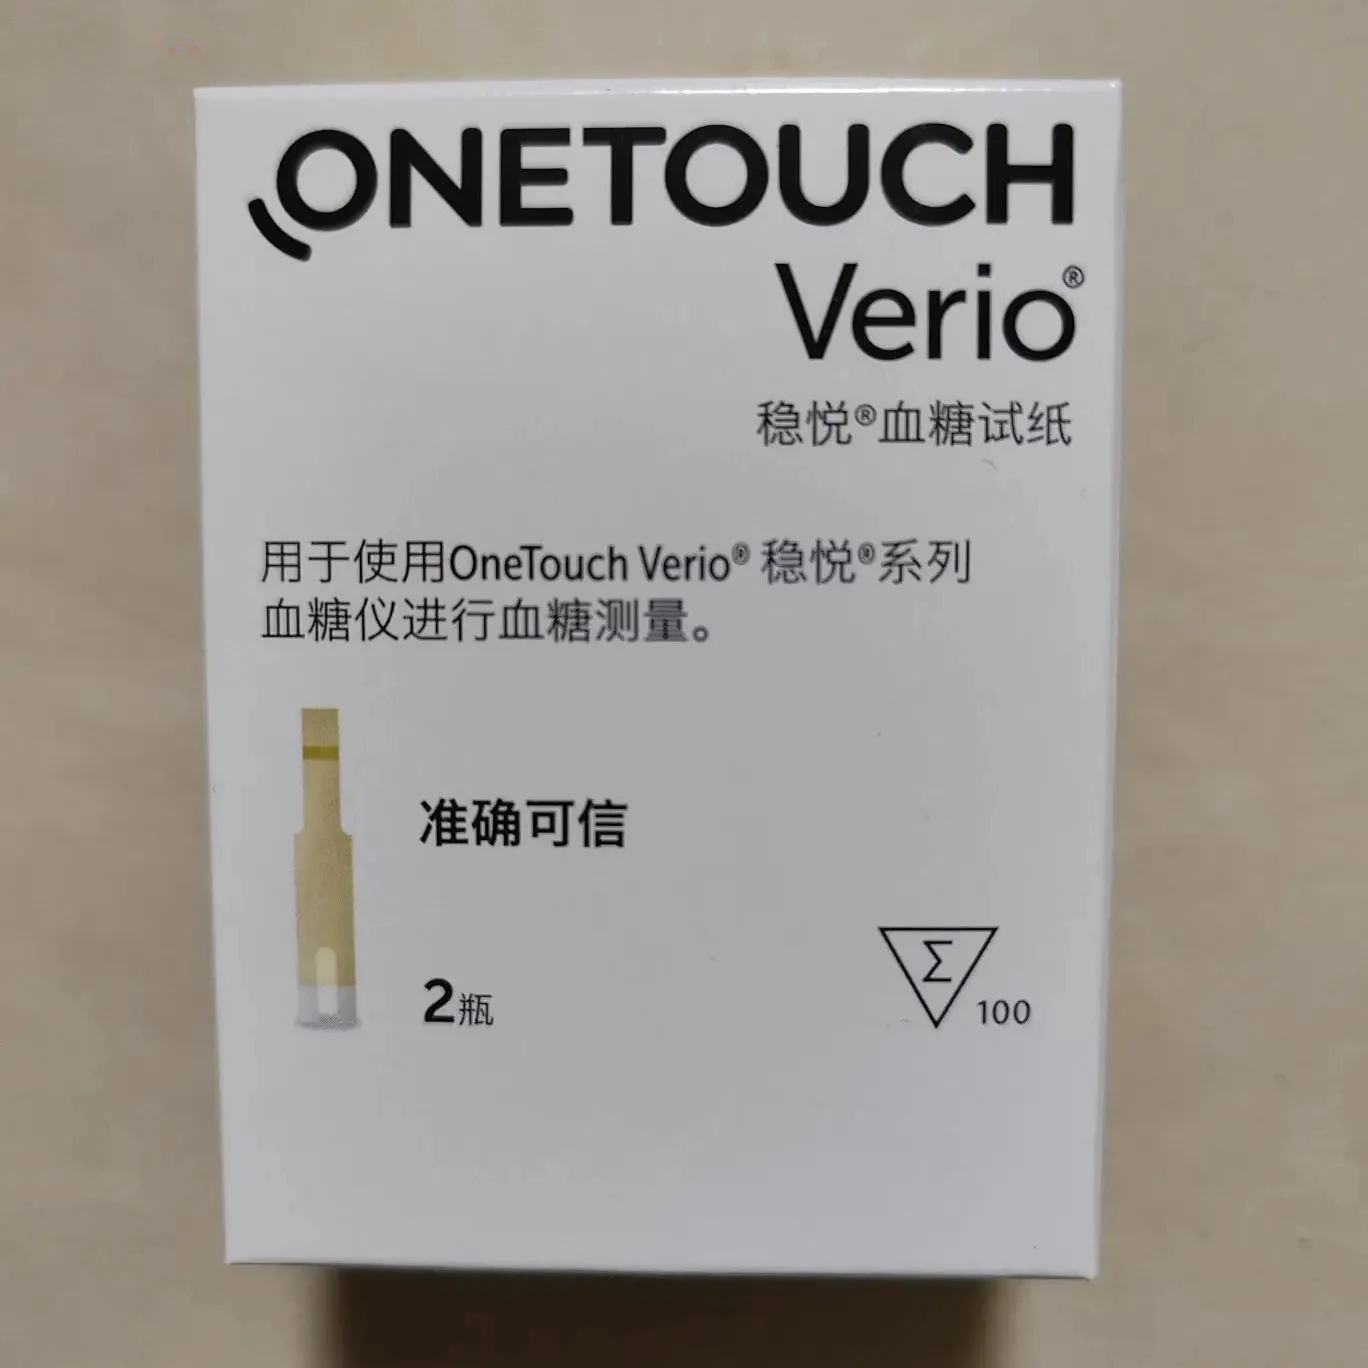 ONETOUCH
Verio®
稳悦®血糖试纸
用于使用OneTouch Verio® 稳悦®系列
血糖仪进行血糖测量。
准确可信
2瓶
Σ 100